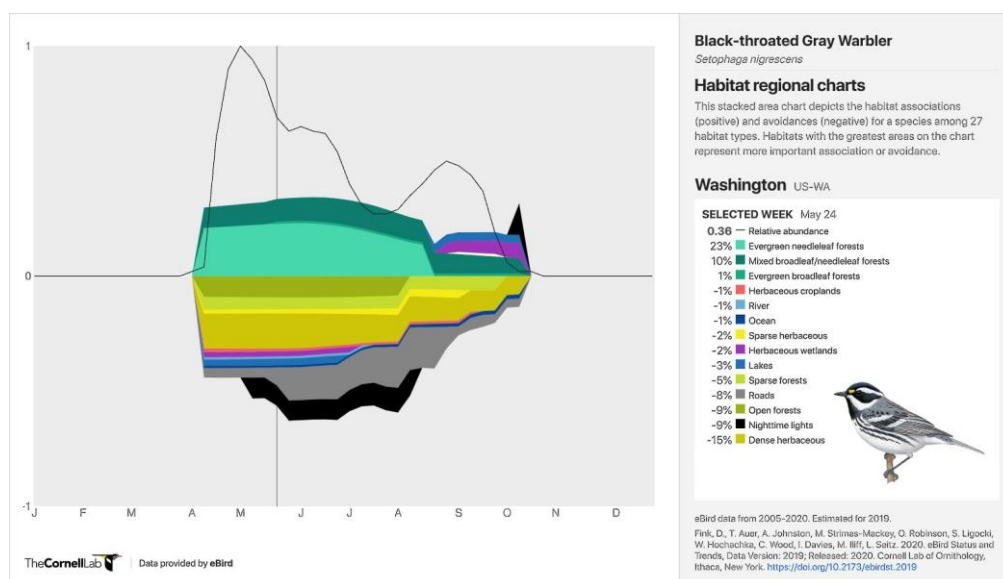 1
0
-1
J F M A M J J A S O N D
TheCornellLab Data provided by eBird
Black-throated Gray Warbler
Setophaga nigrescens
Habitat regional charts
This stacked area chart depicts the habitat associations
(positive) and avoidances (negative) for a species among 27
habitat types. Habitats with the greatest areas on the chart
represent more important association or avoidance.
Washington US-WA
SELECTED WEEK May 24
0.36 Relative abundance
23% Evergreen needleleaf forests
10% Mixed broadleaf/needleleaf forests
1% Evergreen broadleaf forests
-1% Herbaceous croplands
-1% River
-1% Ocean
-2% Sparse herbaceous
-2% Herbaceous wetlands
-3% Lakes
-5% Sparse forests
-8% Roads
-9% Open forests
-9% Nighttime lights
-15% Dense herbaceous
eBird data from 2005-2020. Estimated for 2019.
Fink, D., T. Auer, A. Johnston, M. Strimas-Mackey, O. Robinson, S. Ligocki,
W. Hochachka, C. Wood, I. Davies, M. Iliff, L. Seitz. 2020. eBird Status and
Trends, Data Version: 2019; Released: 2020. Cornell Lab of Ornithology,
Ithaca, New York. https://doi.org/10.2173/ebirdst.2019